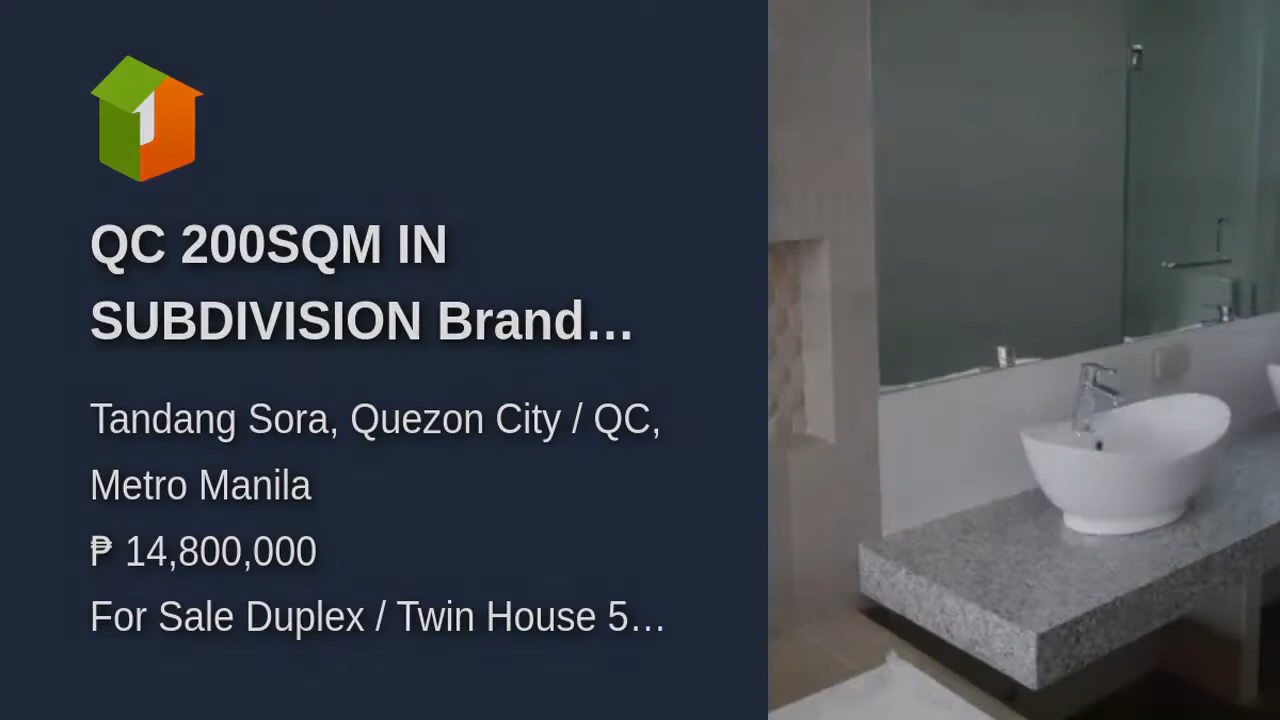 QC 200SQM IN
SUBDIVISION Brand...
Tandang Sora, Quezon City / QC,
Metro Manila
₱ 14,800,000
For Sale Duplex / Twin House 5...